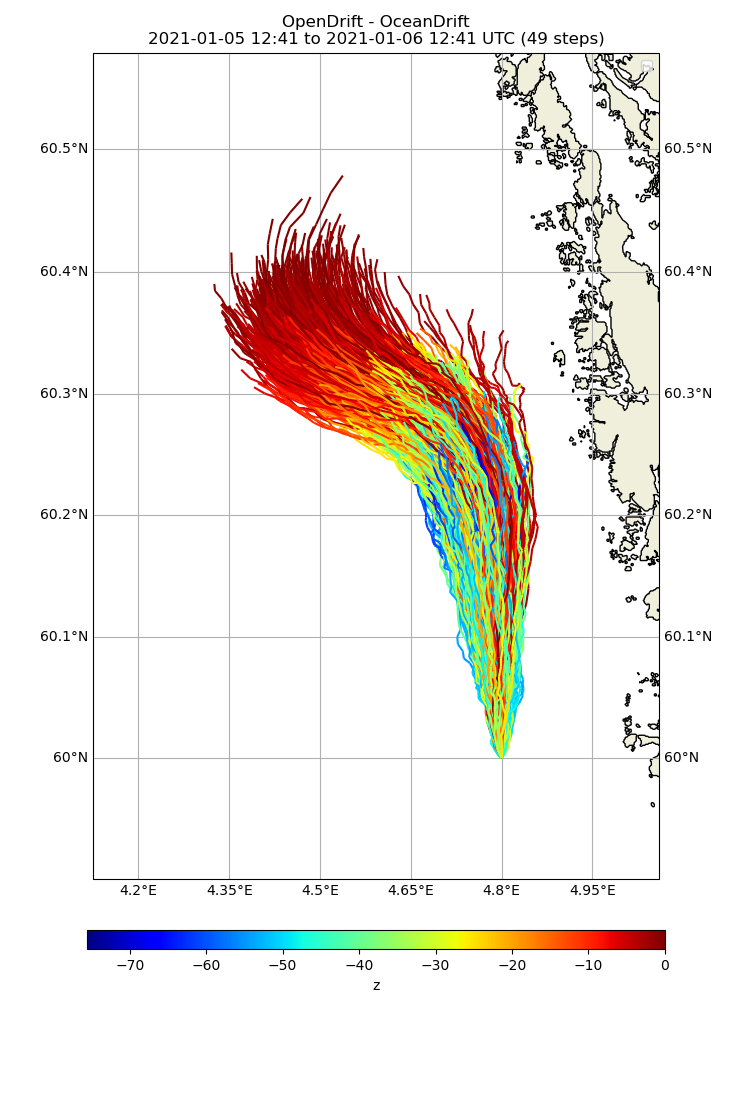 OpenDrift - OceanDrift
2021-01-05 12:41 to 2021-01-06 12:41 UTC (49 steps)
60.5°N 60.5°N
60.4°N 60.4°N
60.3°N 60.3°N
60.2°N 60.2°N
60.1°N 60.1°N
60°N 60°N
4.2°E 4.35°E 4.5°E 4.65°E 4.8°E 4.95°E
−70 −60 −50 −40 −30 −20 −10 0
z